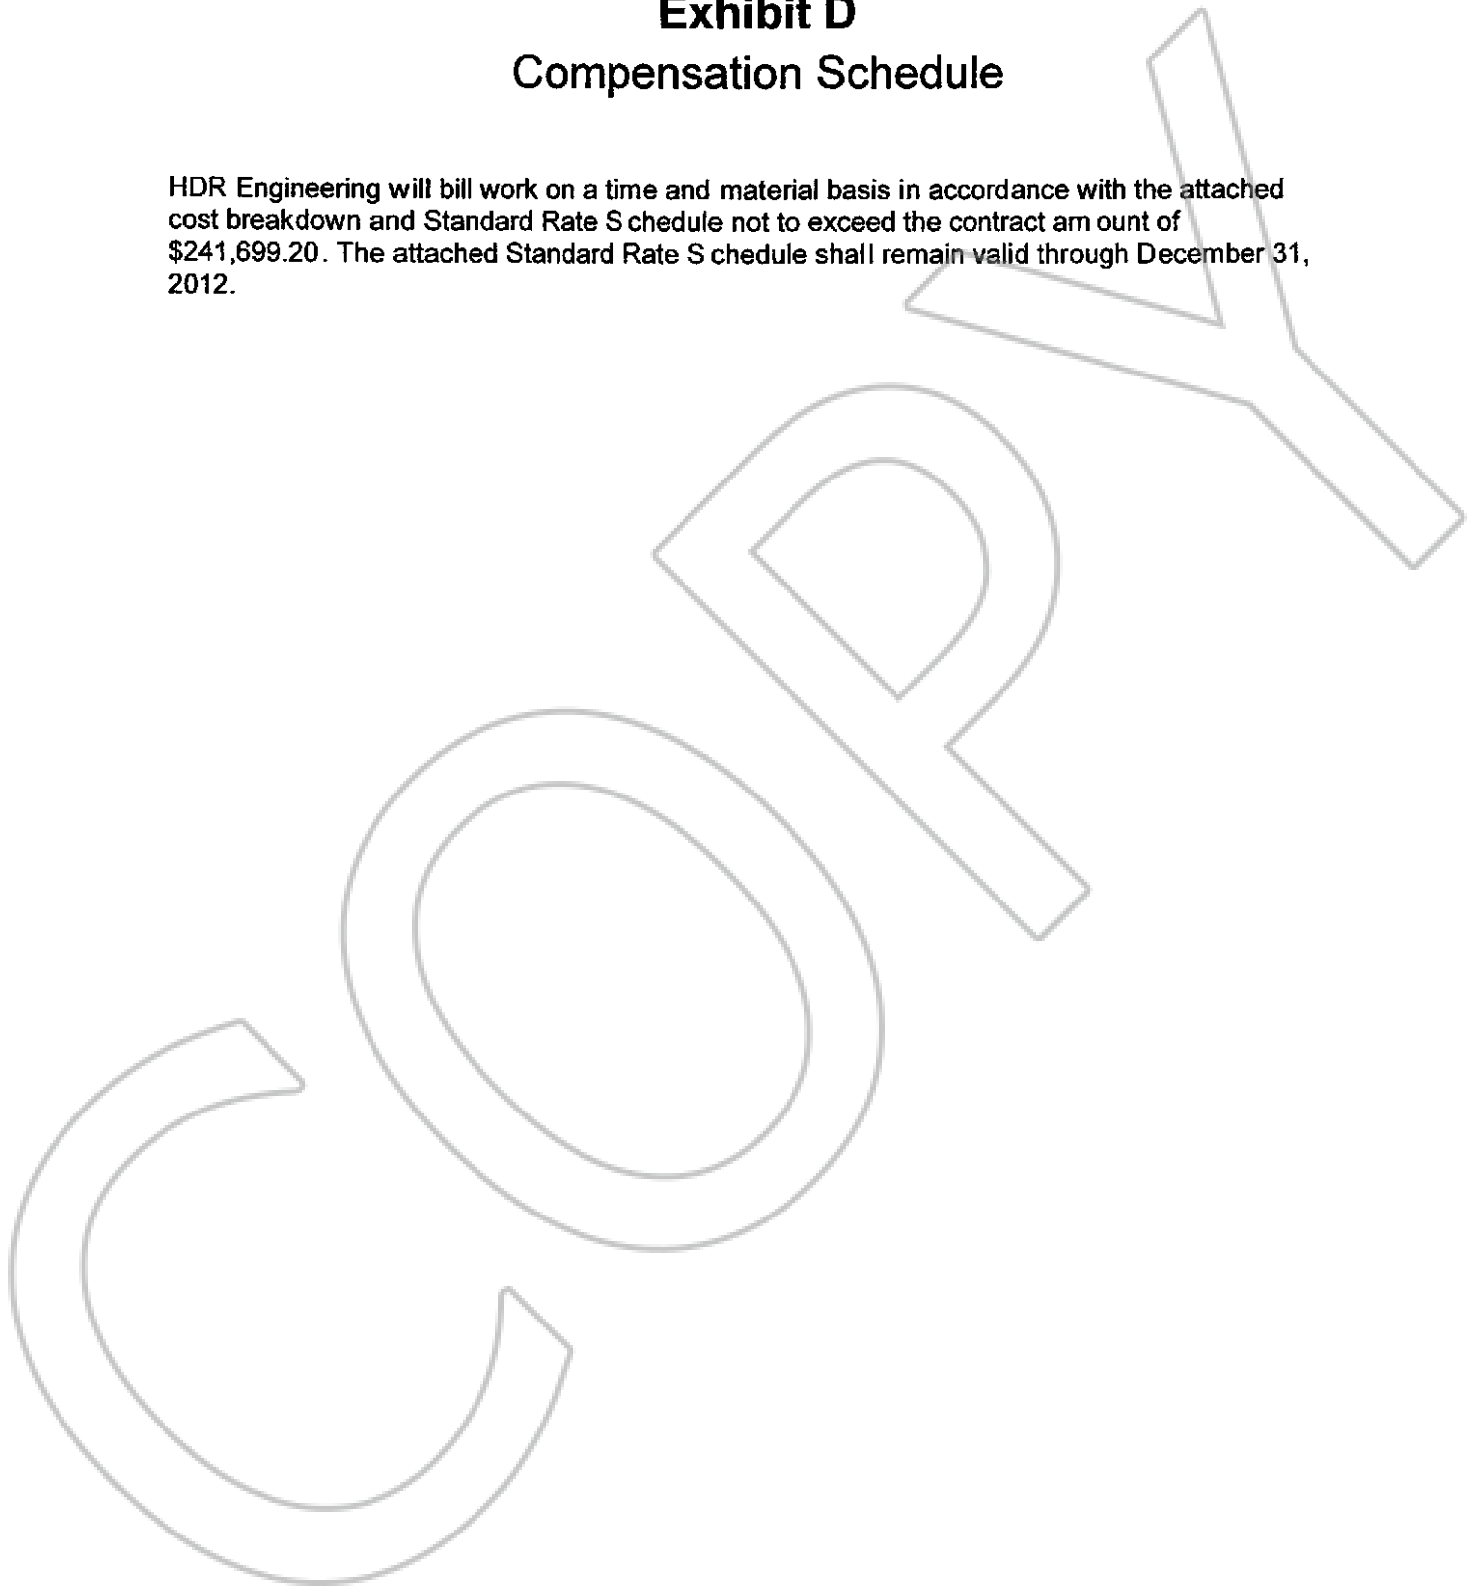 Exhibit D
Compensation Schedule
HDR Engineering will bill work on a time and material basis in accordance with the attached
cost breakdown and Standard Rate S chedule not to exceed the contract am ount of
$241,699.20. The attached Standard Rate S chedule shall remain valid through December 31,
2012.
COPY